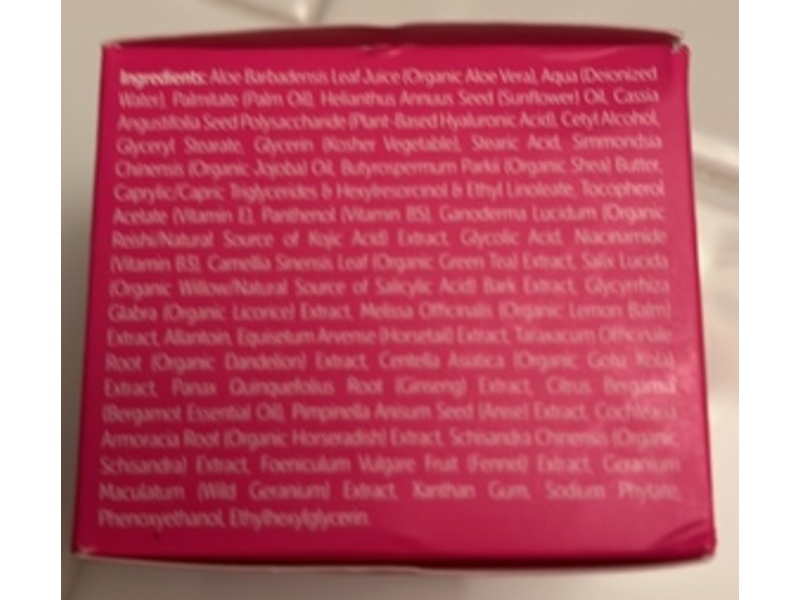 Ingredients: Aloe Barbadensis Leaf Juice (Organic Aloe Vera), Aqua (Deionized
Water), Palmitate (Palm Oil), Helianthus Annuus Seed (Sunflower) Oil, Cassia
Angustifolia Seed Polysaccharide (Plant-Based Hyaluronic Acid), Cetyl Alcohol,
Glyceryl Stearate, Glycerin (Kosher Vegetable), Stearic Acid, Simmondsia
Chinensis (Organic Jojoba) Oil, Butyrospermum Parkii (Organic Shea) Butter,
Caprylic/Capric Triglycerides & Hexylresorcinol & Ethyl Linoleate, Tocopherol
Acetate (Vitamin E), Panthenol (Vitamin B5), Ganoderma Lucidum (Organic
Reishi/Natural Source of Kojic Acid) Extract, Glycolic Acid, Niacinamide
(Vitamin B3), Camellia Sinensis Leaf (Organic Green Tea) Extract, Salix Lucida
(Organic Willow/Natural Source of Salicylic Acid) Bark Extract, Glycyrrhiza
Glabra (Organic Licorice) Extract, Melissa Officinalis (Organic Lemon Balm)
Extract, Allantoin, Equisetum Arvense (Horsetail) Extract, Taraxacum Officinale
Root (Organic Dandelion) Extract, Centella Asiatica (Organic Gotu Kola)
Extract, Panax Quinquefolius Root (Ginseng) Extract, Citrus Bergamot
(Bergamot Essential Oil), Pimpinella Anisum Seed (Anise) Extract, Cochlearia
Armoracia Root (Organic Horseradish) Extract, Schisandra Chinensis (Organic
Schisandra) Extract, Foeniculum Vulgare Fruit (Fennel) Extract, Geranium
Maculatum (Wild Geranium) Extract, Xanthan Gum, Sodium Phytate,
Phenoxyethanol, Ethylhexylglycerin.